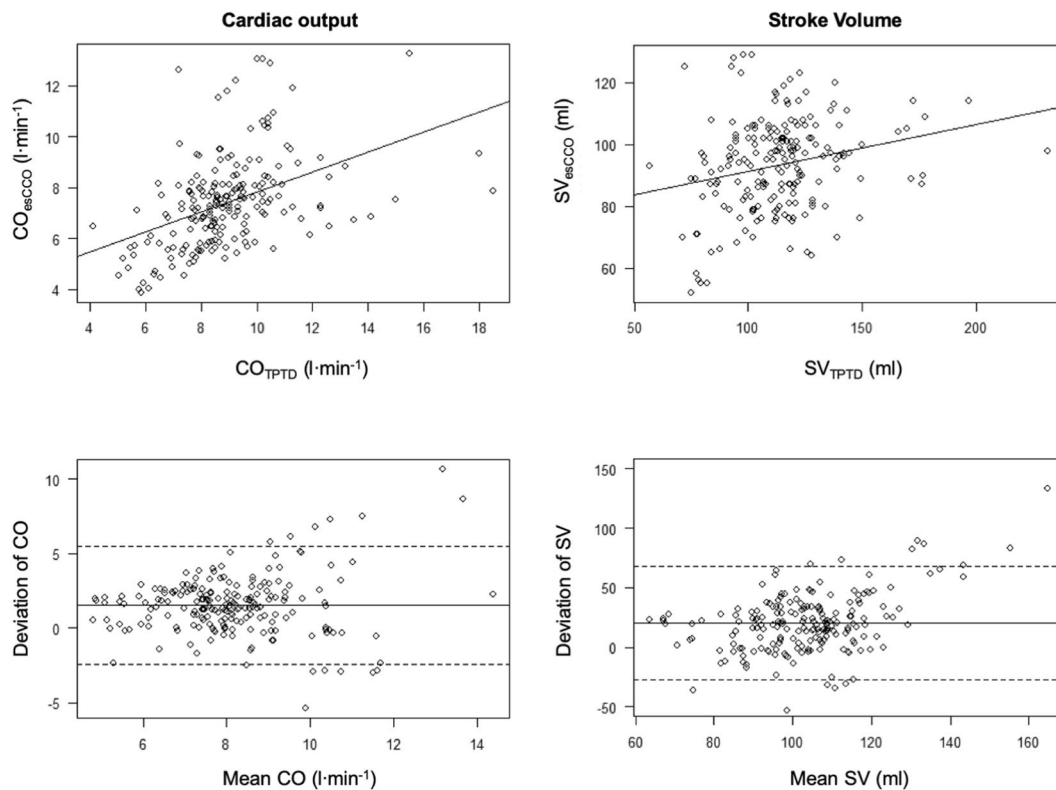 Cardiac output
Stroke Volume
12
10
8
6
4
4 6 8 10 12 14 16 18
CO_esCCO (l·min⁻¹)
CO_TPTD (l·min⁻¹)
120
100
80
60
50 100 150 200
SV_esCCO (ml)
SV_TPTD (ml)
10
5
0
-5
6 8 10 12 14
Deviation of CO
Mean CO (l·min⁻¹)
150
100
50
0
-50
60 80 100 120 140 160
Deviation of SV
Mean SV (ml)